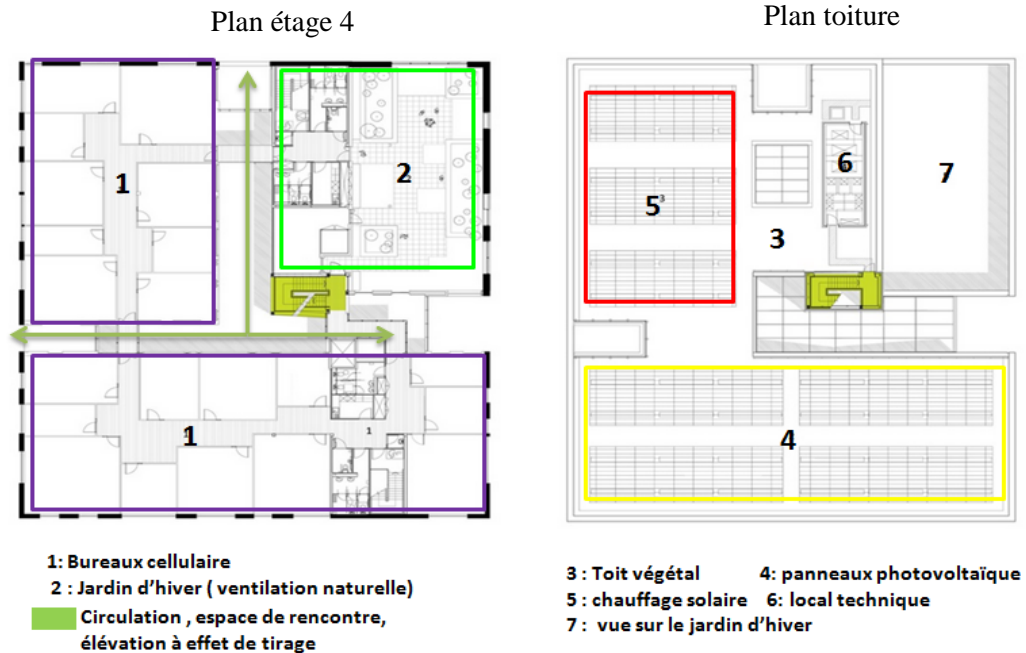 Plan étage 4
Plan toiture
1
2
1
1
5³
6
7
3
4
1: Bureaux cellulaire
2 : Jardin d'hiver ( ventilation naturelle)
Circulation , espace de rencontre,
élévation à effet de tirage
3 : Toit végétal 4: panneaux photovoltaïque
5 : chauffage solaire 6: local technique
7 : vue sur le jardin d'hiver